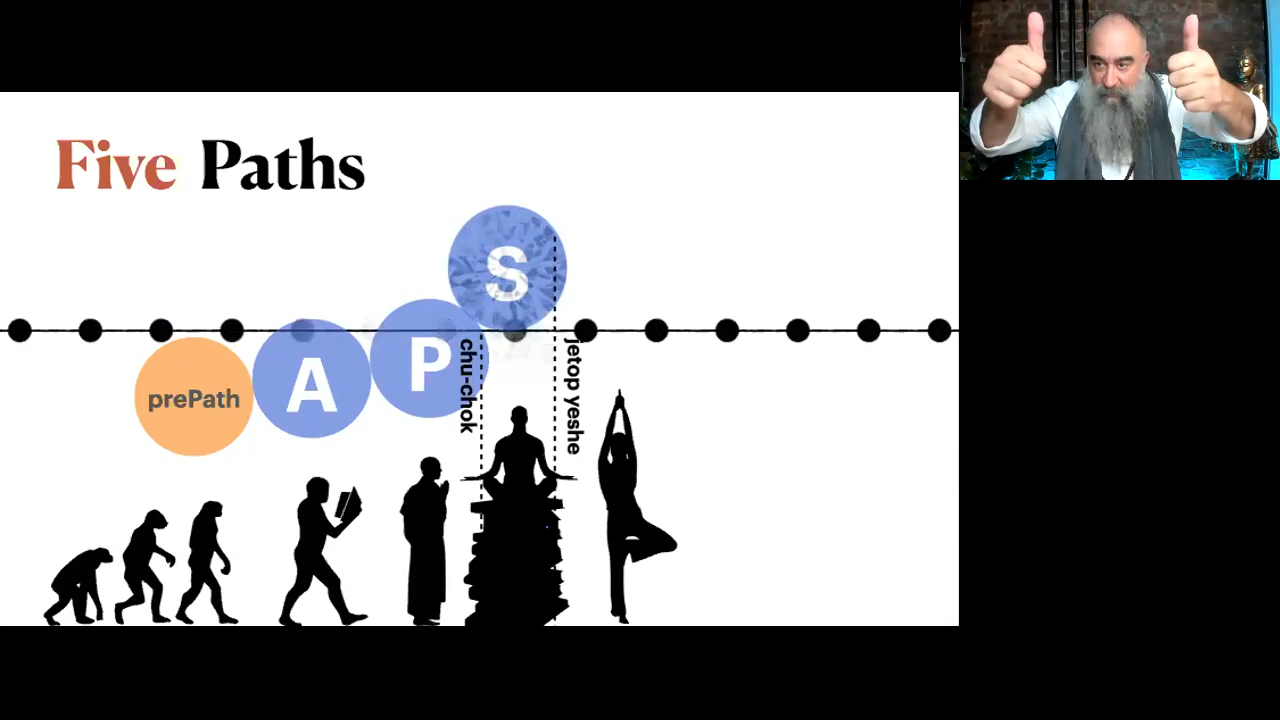 Five Paths
S
A
P
prePath
chu-chok
jetop yeshe